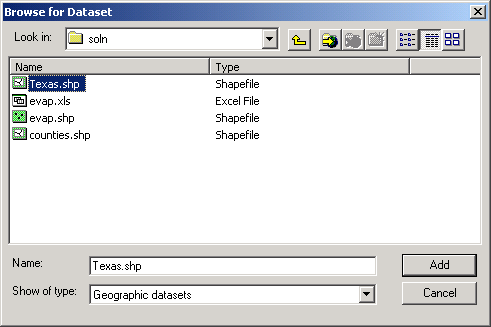 Browse for Dataset
Look in: soln
Name Type
Texas.shp Shapefile
evap.xls Excel File
evap.shp Shapefile
counties.shp Shapefile
Name: Texas.shp Add
Show of type: Geographic datasets Cancel